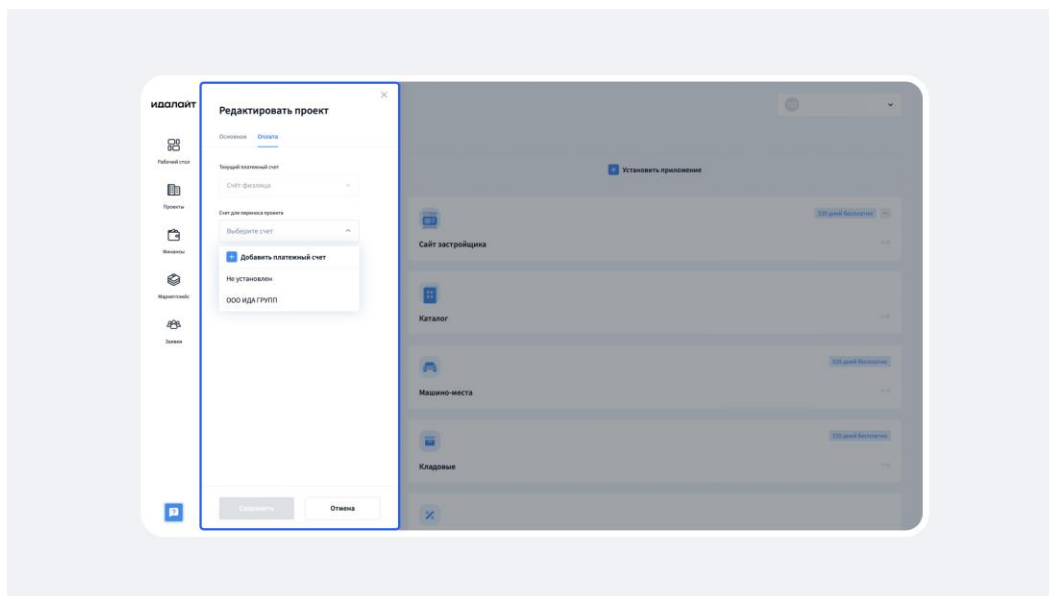 идалайт
Рабочий стол
Проекты
Финансы
Маркетплейс
Заявки
Редактировать проект
Основное Оплата
Текущий платежный счет
Счёт физлица
Счет для переноса проекта
Выберите счет
Добавить платежный счет
Не установлен
ООО ИДА ГРУПП
Сохранить Отмена
Установить приложение
Сайт застройщика
Каталог
Машино-места
Кладовые